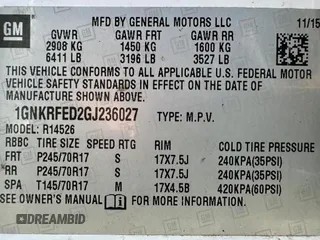 GM
MFD BY GENERAL MOTORS LLC 11/15
GVWR GAWR FRT GAWR RR
2908 KG 1450 KG 1600 KG
6411 LB 3196 LB 3527 LB
THIS VEHICLE CONFORMS TO ALL APPLICABLE U.S. FEDERAL MOTOR
VEHICLE SAFETY STANDARDS IN EFFECT ON THE DATE OF
MANUFACTURE SHOWN ABOVE.
1GNKRFED2GJ236027 TYPE: M.P.V.
MODEL: R14526
RGBB TIRE SIZE SPEED RTG RIM COLD TIRE PRESSURE
FRT P245/70R17 S 17X7.5J 240KPA(35PSI)
RR P245/70R17 S 17X7.5J 240KPA(35PSI)
SPA T145/70R17 M 17X4.5B 420KPA(60PSI)
SEE OWNER'S MANUAL FOR MORE INFORMATION.
DREAMBID